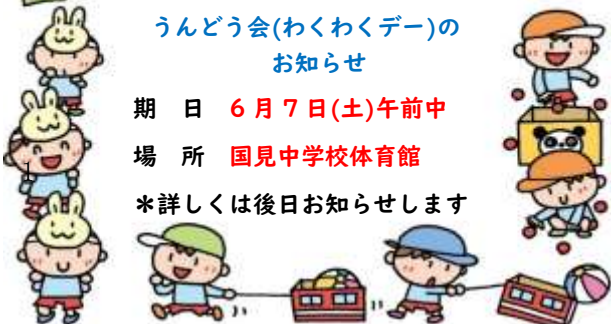 うんどう会(わくわくデー)の
お知らせ
期　日　６月７日(土)午前中
場　所　国見中学校体育館
＊詳しくは後日お知らせします